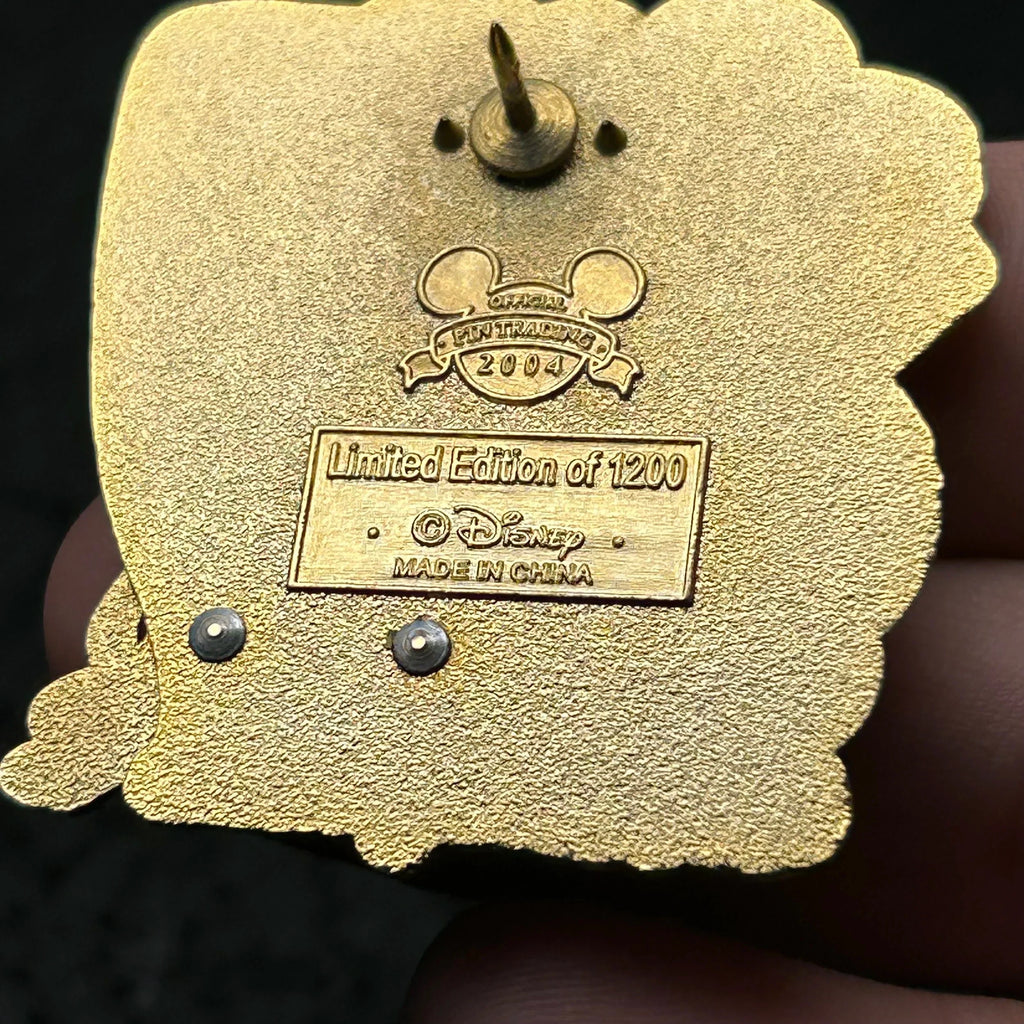 OFFICIAL
PIN TRADING
2004
Limited Edition of 1200
· © Disney ·
MADE IN CHINA